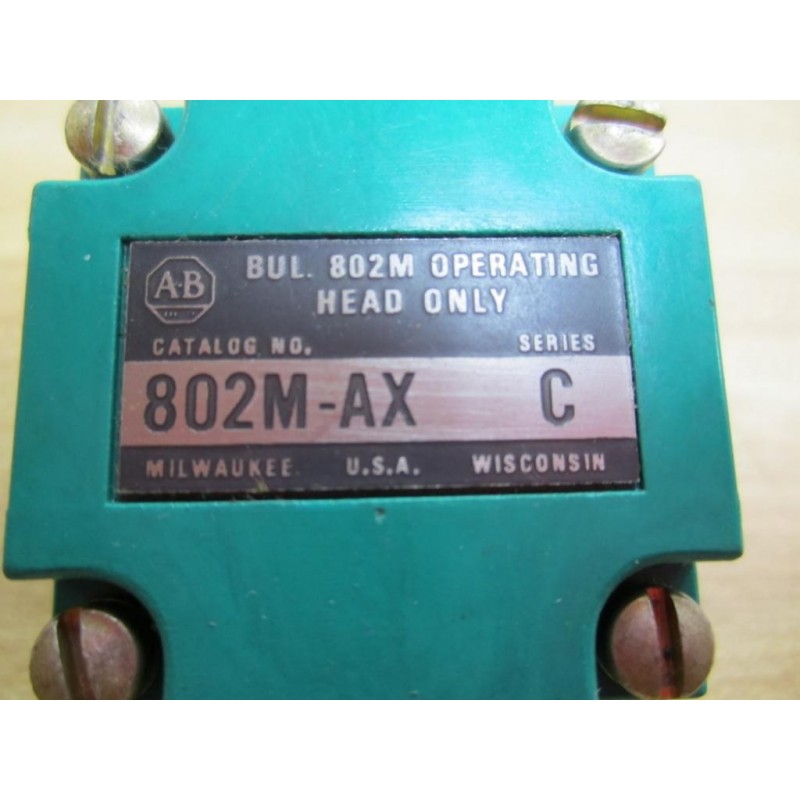 A-B
BUL. 802M OPERATING
HEAD ONLY
CATALOG NO. SERIES
802M-AX C
MILWAUKEE U.S.A. WISCONSIN